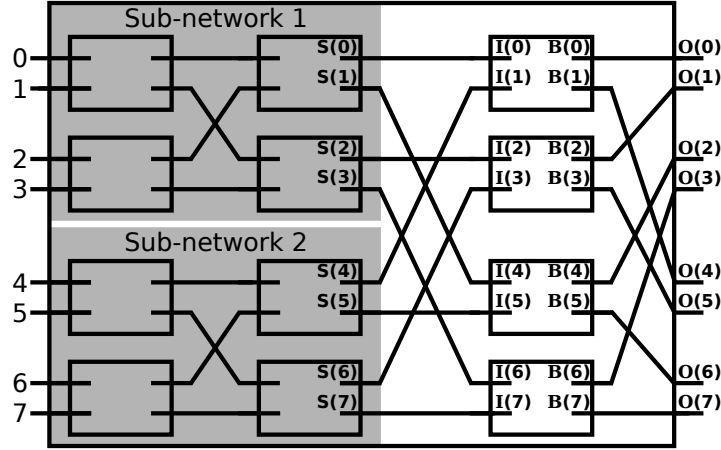 Sub-network 1
0 S(0) I(0) B(0) O(0)
1 S(1) I(1) B(1) O(1)
2 S(2) I(2) B(2) O(2)
3 S(3) I(3) B(3) O(3)
Sub-network 2
4 S(4) I(4) B(4) O(4)
5 S(5) I(5) B(5) O(5)
6 S(6) I(6) B(6) O(6)
7 S(7) I(7) B(7) O(7)